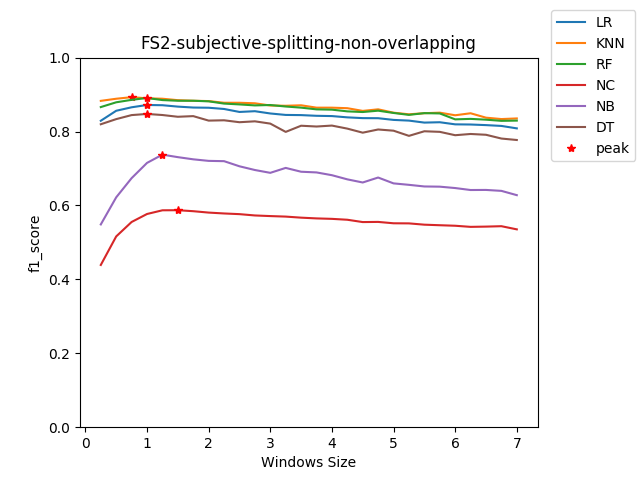 FS2-subjective-splitting-non-overlapping
LR
KNN
RF
NC
NB
DT
peak
1.0
0.8
0.6
0.4
0.2
0.0
f1_score
0 1 2 3 4 5 6 7
Windows Size